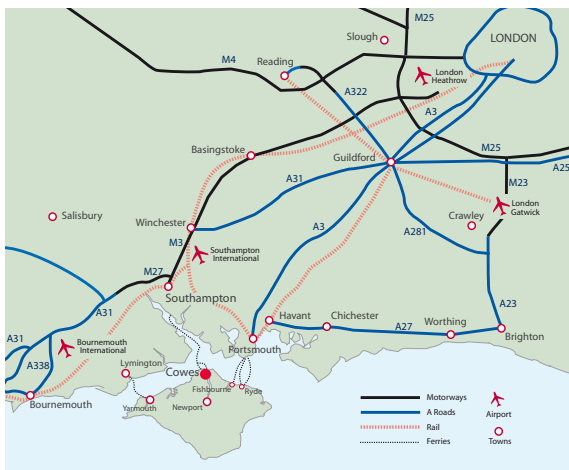 M25
Slough
LONDON
Reading
M4
London
Heathrow
A322
A3
Basingstoke
Guildford
M25
A25
A31
M23
Salisbury
London
Gatwick
Winchester
Crawley
A3
M3
A281
Southampton
International
M27
Southampton
A31
Havant
Chichester
A23
A27
Worthing
Brighton
A31
Bournemouth
International
Portsmouth
Lymington
A338
Cowes
Fishbourne
Ryde
Bournemouth
Yarmouth
Newport
Motorways
A Roads
Airport
Rail
Ferries
Towns